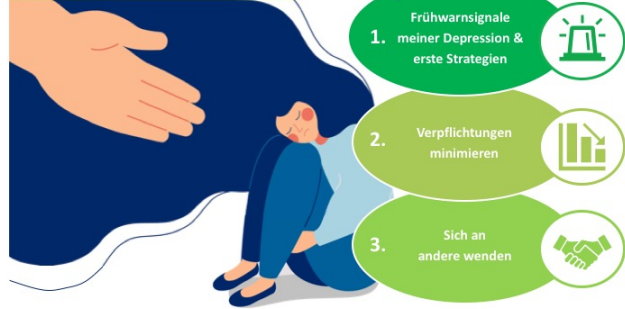 1. Frühwarnsignale
meiner Depression &
erste Strategien
2. Verpflichtungen
minimieren
3. Sich an
andere wenden